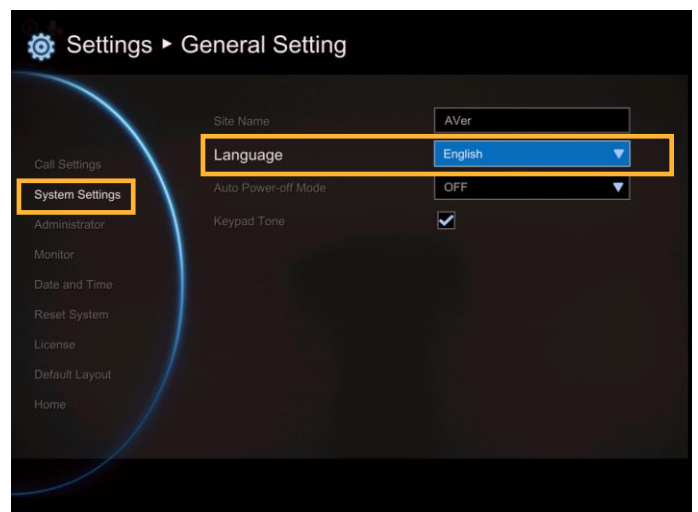 Settings ▸ General Setting
Site Name AVer
Language English
Auto Power-off Mode OFF
Keypad Tone
Call Settings
System Settings
Administrator
Monitor
Date and Time
Reset System
License
Default Layout
Home